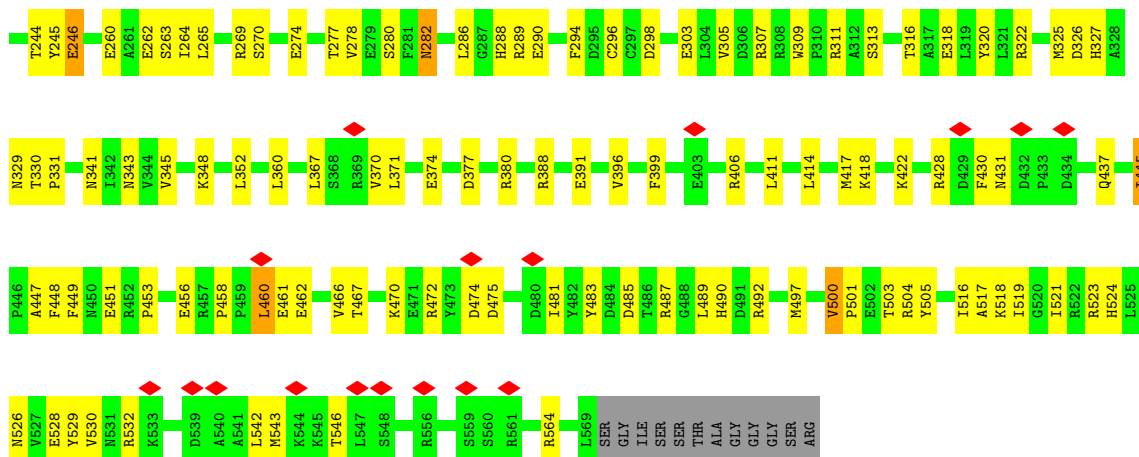 T244 Y245 E246 E260 A261 E262 S263 I264 L265 R269 S270 E274 T277 V278 E279 S280 F281 N282 L286 G287 H288 R289 E290 F294 D295 C296 C297 D298 E303 L304 V305 D306 R307 R308 W309 P310 R311 A312 S313 T316 A317 E318 L319 Y320 L321 R322 M325 D326 H327 A328
N329 T330 P331 N341 I342 N343 V344 V345 K348 L352 L360 L367 S368 R369 V370 L371 E374 D377 R380 R388 E391 V396 F399 E403 R406 L411 L414 M417 K418 K422 R428 D429 F430 N431 D432 P433 D434 Q437
P446 A447 F448 F449 N450 E451 R452 P453 E456 R457 P458 P459 L460 E461 E462 V466 T467 K470 E471 R472 Y473 D474 D475 D480 I481 Y482 Y483 D484 D485 T486 R487 G488 L489 H490 D491 R492 M497 V500 P501 E502 T503 R504 Y505 I516 A517 K518 I519 G520 I521 R522 R523 H524 L525
N526 V527 E528 Y529 V530 N531 R532 K533 D539 A540 A541 L542 M543 K544 K545 T546 L547 S548 R556 S559 S560 R561 R564 L569 SER GLY ILE SER SER THR ALA GLY GLY GLY SER ARG